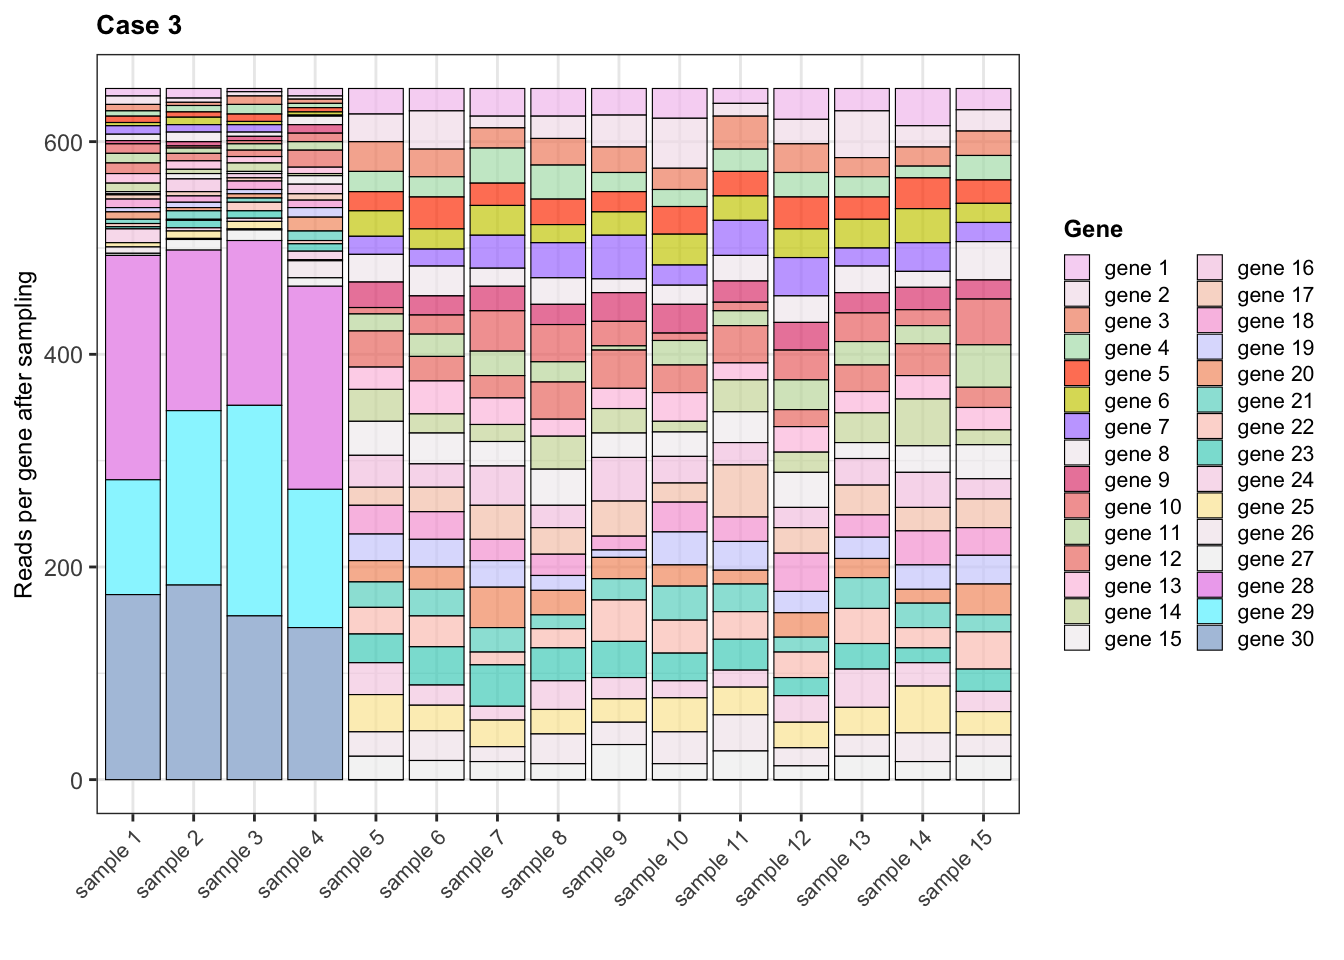 Case 3
Reads per gene after sampling
600
400
200
0
sample 1
sample 2
sample 3
sample 4
sample 5
sample 6
sample 7
sample 8
sample 9
sample 10
sample 11
sample 12
sample 13
sample 14
sample 15
Gene
gene 1
gene 2
gene 3
gene 4
gene 5
gene 6
gene 7
gene 8
gene 9
gene 10
gene 11
gene 12
gene 13
gene 14
gene 15
gene 16
gene 17
gene 18
gene 19
gene 20
gene 21
gene 22
gene 23
gene 24
gene 25
gene 26
gene 27
gene 28
gene 29
gene 30